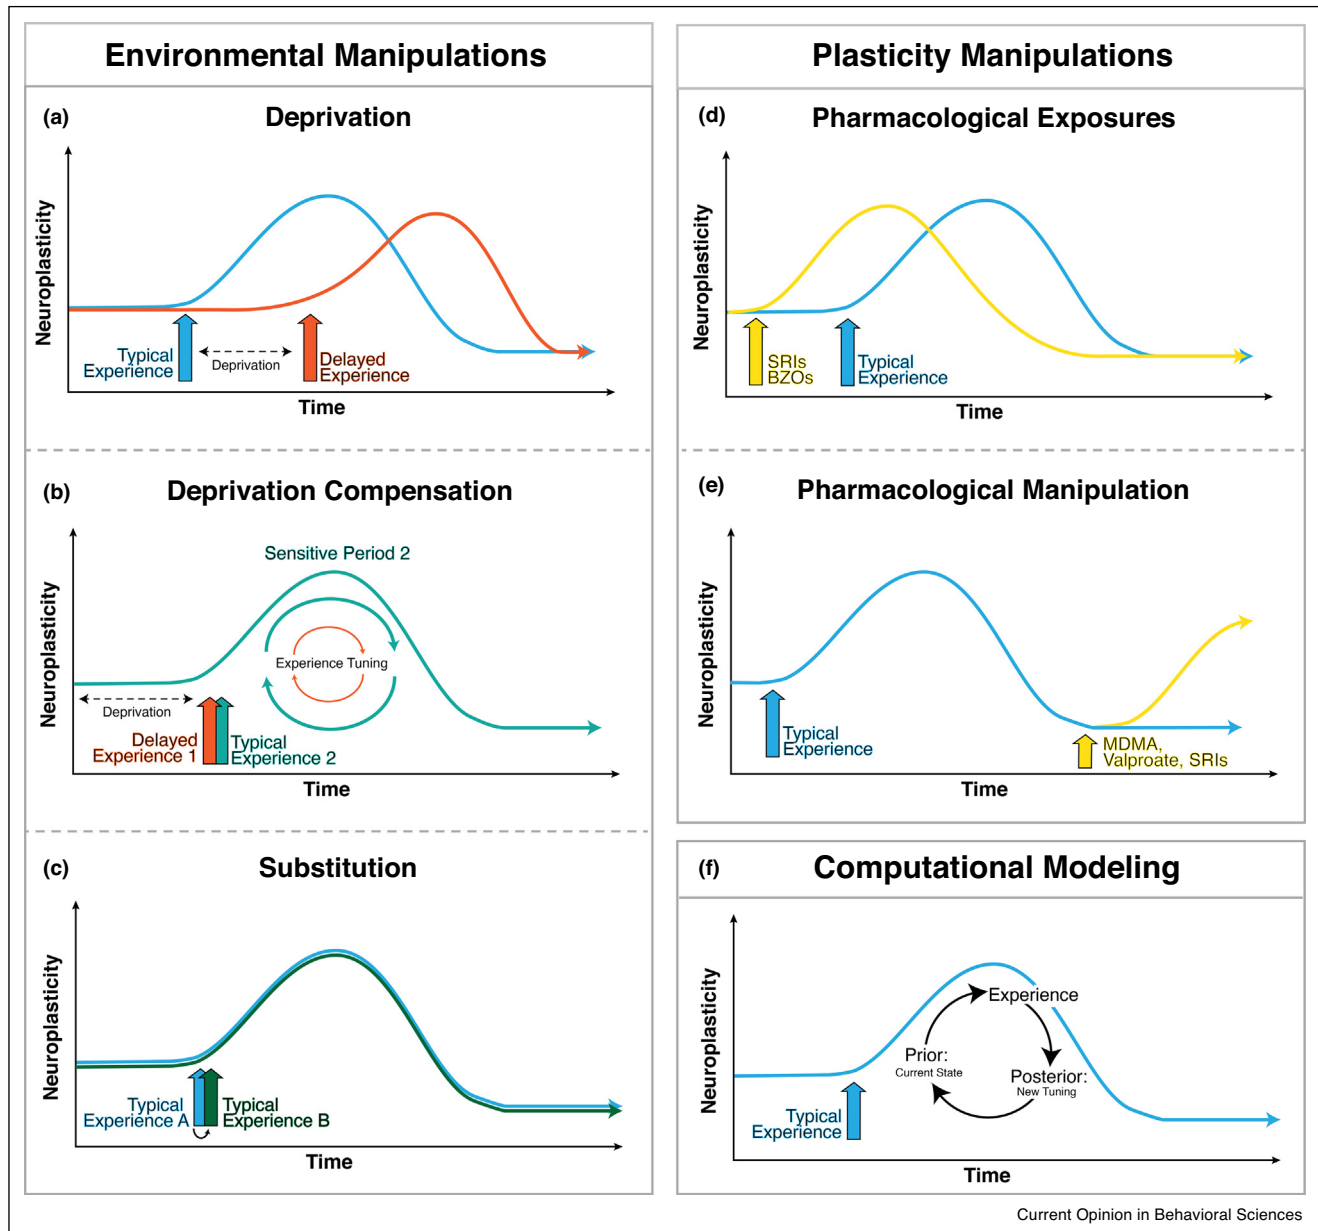 Environmental Manipulations
(a)
Deprivation
Neuroplasticity
Typical
Experience
Deprivation
Delayed
Experience
Time
(b)
Deprivation Compensation
Neuroplasticity
Sensitive Period 2
Experience Tuning
Deprivation
Delayed
Experience 1
Typical
Experience 2
Time
(c)
Substitution
Neuroplasticity
Typical
Experience A
Typical
Experience B
Time
Plasticity Manipulations
(d)
Pharmacological Exposures
Neuroplasticity
SRIs
BZOs
Typical
Experience
Time
(e)
Pharmacological Manipulation
Neuroplasticity
Typical
Experience
MDMA,
Valproate, SRIs
Time
(f)
Computational Modeling
Neuroplasticity
Experience
Prior:
Current State
Posterior:
New Tuning
Typical
Experience
Time
Current Opinion in Behavioral Sciences